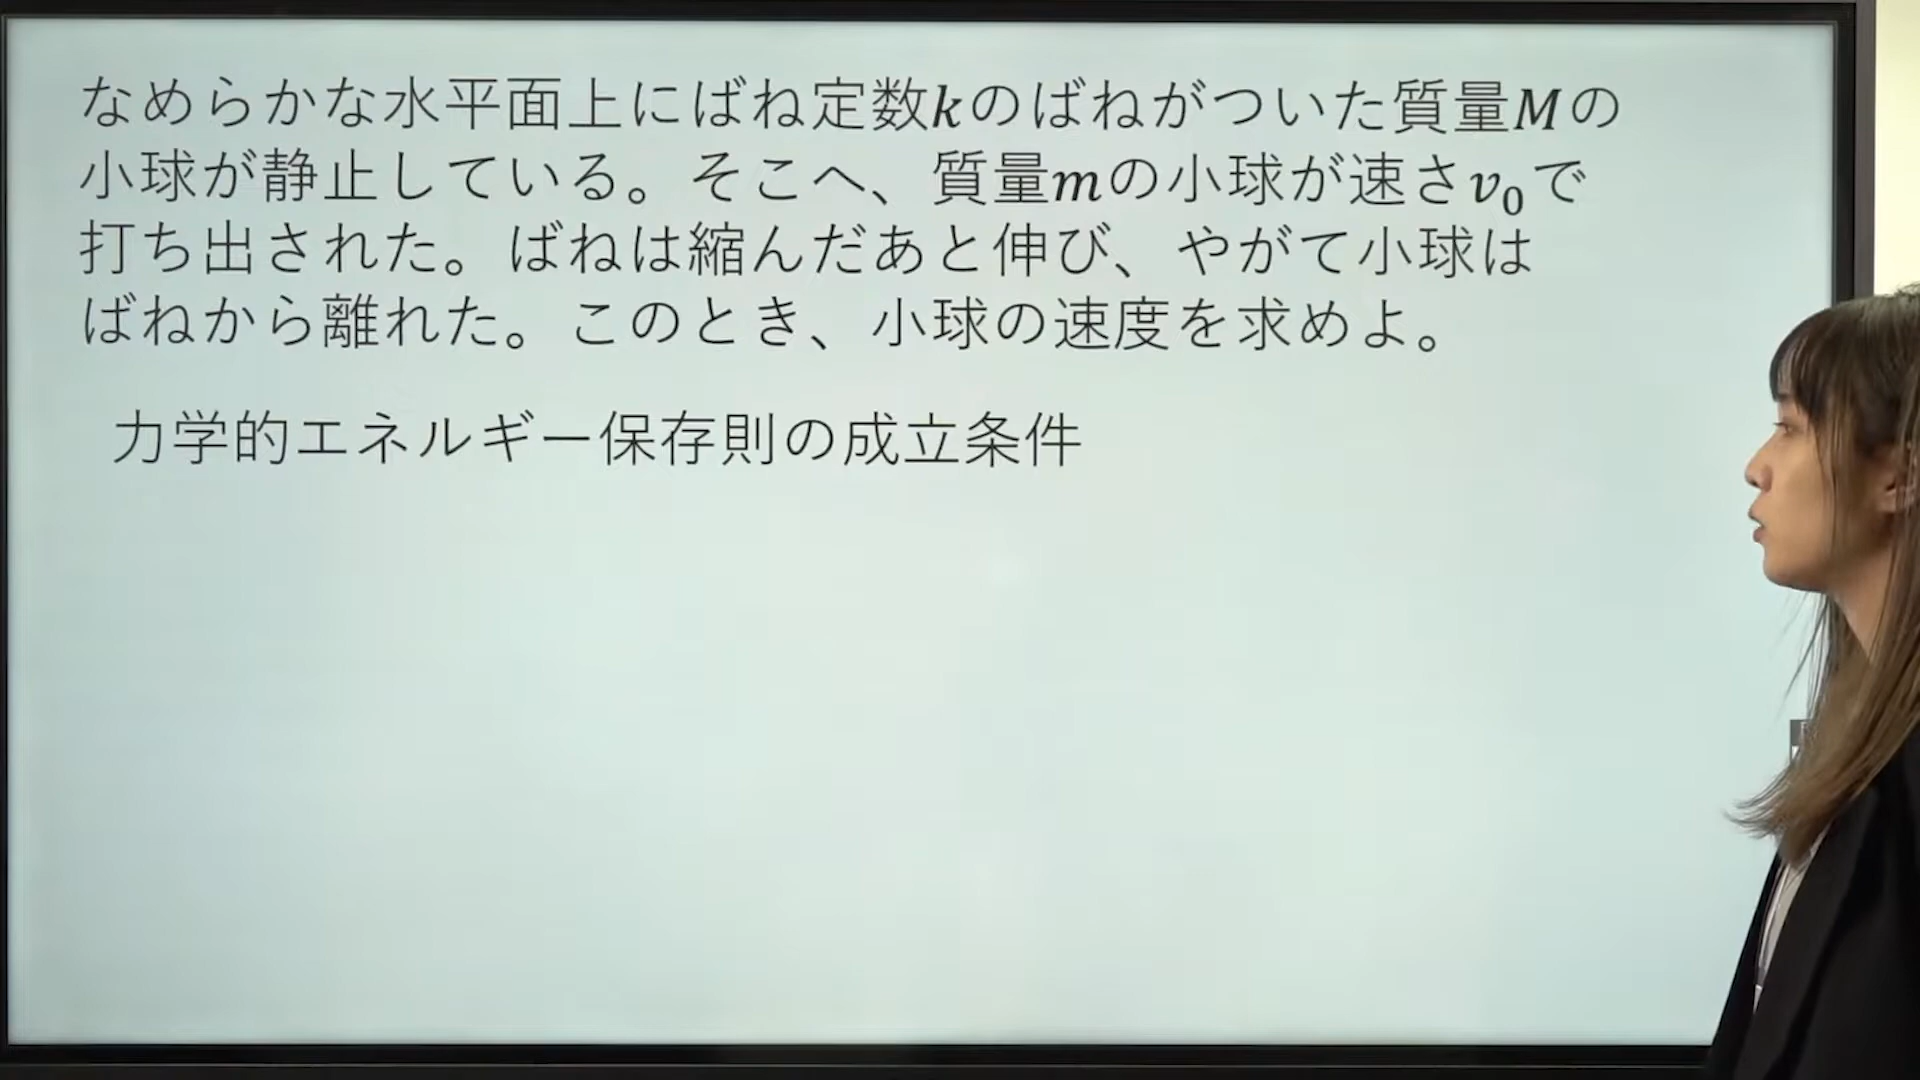 なめらかな水平面上にばね定数kのばねがついた質量Mの
小球が静止している。そこへ、質量mの小球が速さv₀で
打ち出された。ばねは縮んだあと伸び、やがて小球は
ばねから離れた。このとき、小球の速度を求めよ。
力学的エネルギー保存則の成立条件